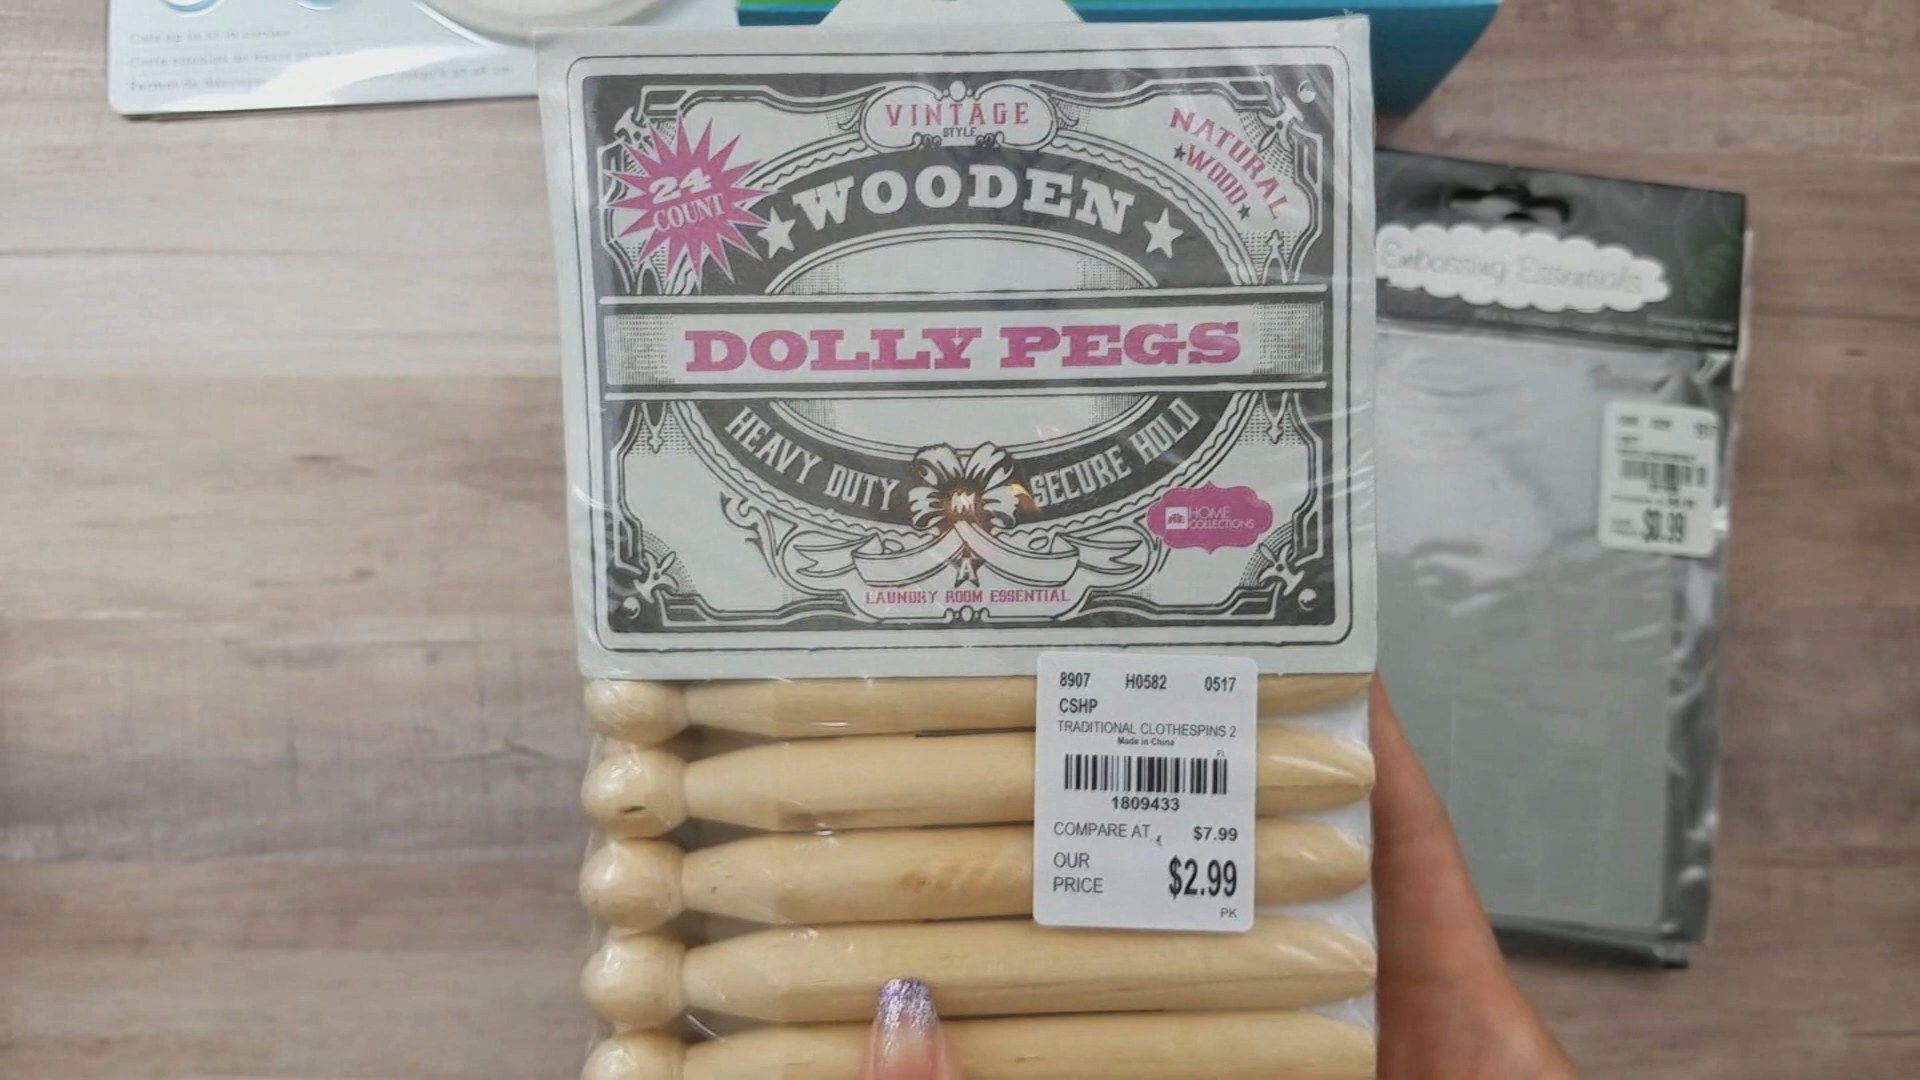 VINTAGE
STYLE
NATURAL
WOOD
24
COUNT
WOODEN
DOLLY PEGS
HEAVY DUTY SECURE HOLD
HOME
COLLECTIONS
A
LAUNDRY ROOM ESSENTIAL
8907 H0582 0517
CSHP
TRADITIONAL CLOTHESPINS 2
Made in China
FL
1809433
COMPARE AT $7.99
OUR
PRICE $2.99
PK
Embossing Essentials
$0.99